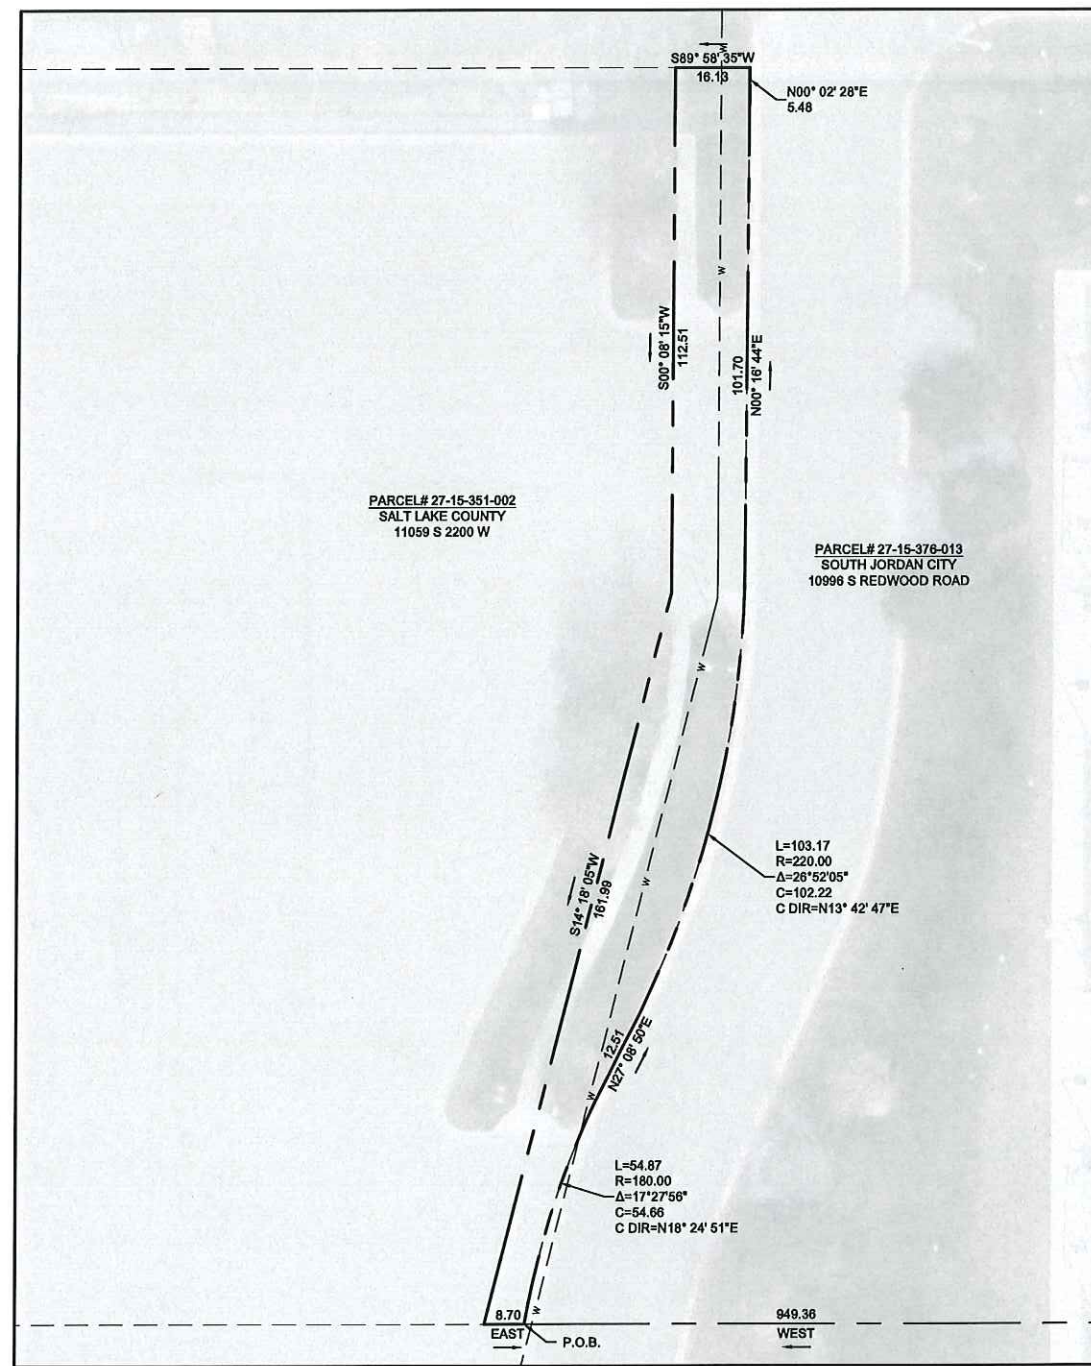 W
S89° 58' 35"W
16.13
N00° 02' 28"E
5.48
W
S00° 08' 15"W
112.51
101.70
N00° 16' 44"E
PARCEL# 27-15-351-002
SALT LAKE COUNTY
11059 S 2200 W
PARCEL# 27-15-376-013
SOUTH JORDAN CITY
10996 S REDWOOD ROAD
W
L=103.17
R=220.00
Δ=26°52'05"
C=102.22
C DIR=N13° 42' 47"E
W
S14° 18' 05"W
161.99
12.51
N27° 08' 50"E
W
L=54.87
R=180.00
Δ=17°27'56"
C=54.66
C DIR=N18° 24' 51"E
W
8.70
EAST
P.O.B.
949.36
WEST